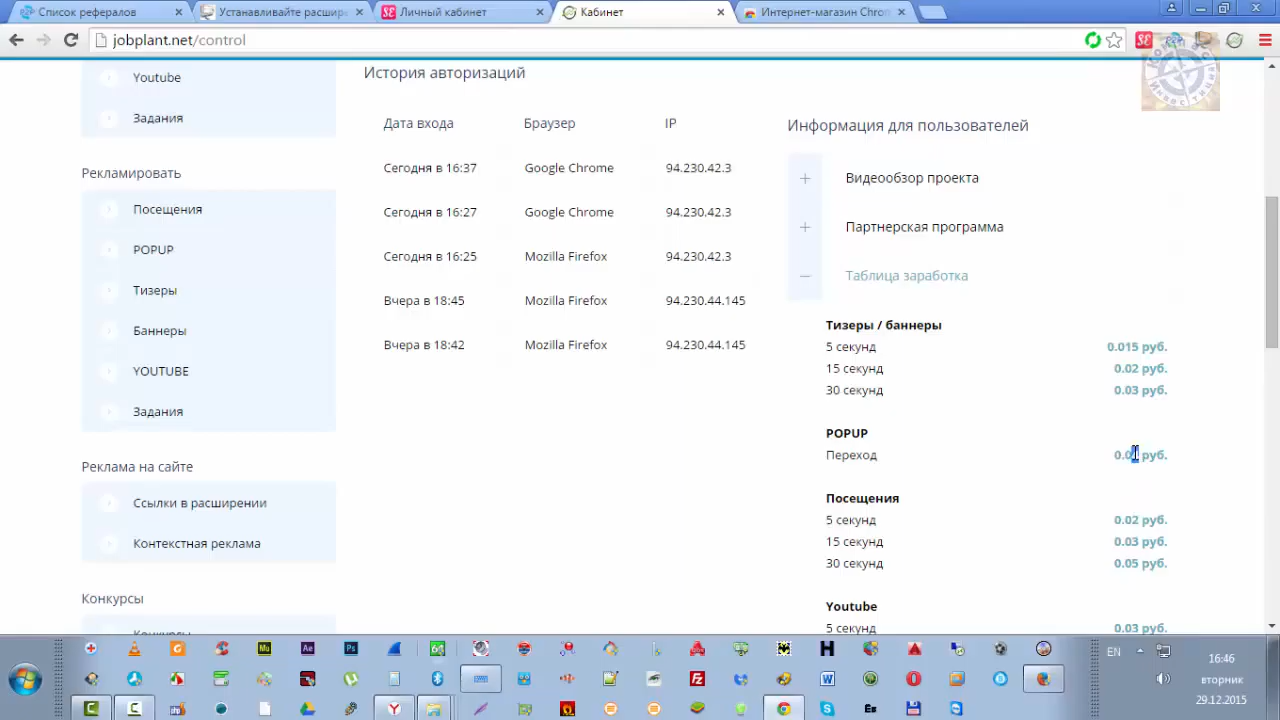 Список рефералов
Устанавливайте расшир
Личный кабинет
Кабинет
Интернет-магазин Chro
jobplant.net/control
Youtube
Задания
Рекламировать
Посещения
POPUP
Тизеры
Баннеры
YOUTUBE
Задания
Реклама на сайте
Ссылки в расширении
Контекстная реклама
Конкурсы
Конкурсы
История авторизаций
Дата входа Браузер IP
Сегодня в 16:37 Google Chrome 94.230.42.3
Сегодня в 16:27 Google Chrome 94.230.42.3
Сегодня в 16:25 Mozilla Firefox 94.230.42.3
Вчера в 18:45 Mozilla Firefox 94.230.44.145
Вчера в 18:42 Mozilla Firefox 94.230.44.145
Информация для пользователей
Видеообзор проекта
Партнерская программа
Таблица заработка
Тизеры / баннеры
5 секунд 0.015 руб.
15 секунд 0.02 руб.
30 секунд 0.03 руб.
POPUP
Переход руб.
Посещения
5 секунд 0.02 руб.
15 секунд 0.03 руб.
30 секунд 0.05 руб.
Youtube
5 секунд 0.03 руб.
EN
16:46
вторник
29.12.2015